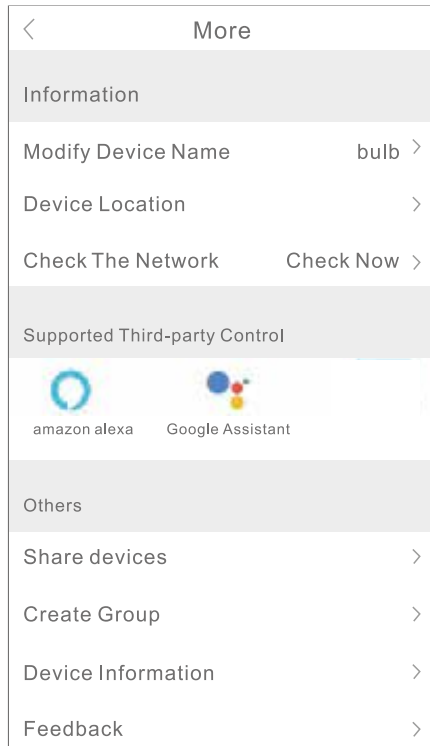 More
Information
Modify Device Name bulb
Device Location
Check The Network Check Now
Supported Third-party Control
amazon alexa Google Assistant
Others
Share devices
Create Group
Device Information
Feedback